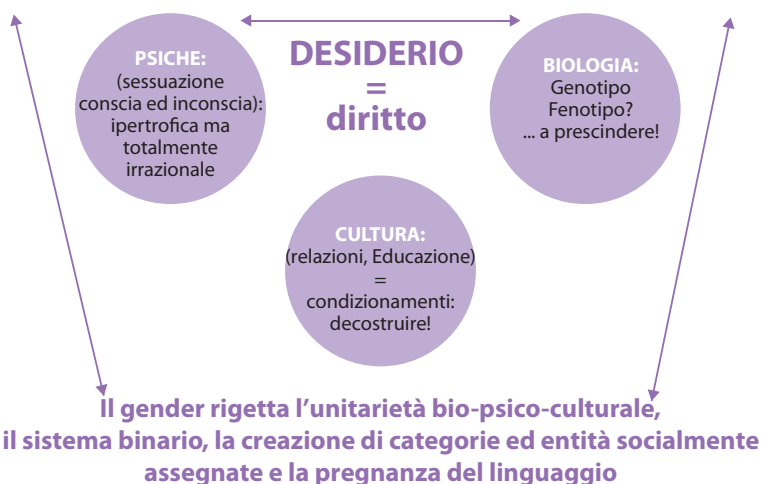 PSICHE:
(sessuazione
conscia ed inconscia):
ipertrofica ma
totalmente
irrazionale
DESIDERIO
=
diritto
BIOLOGIA:
Genotipo
Fenotipo?
... a prescindere!
CULTURA:
(relazioni, Educazione)
=
condizionamenti:
decostruire!
Il gender rigetta l’unitarietà bio-psico-culturale,
il sistema binario, la creazione di categorie ed entità socialmente
assegnate e la pregnanza del linguaggio